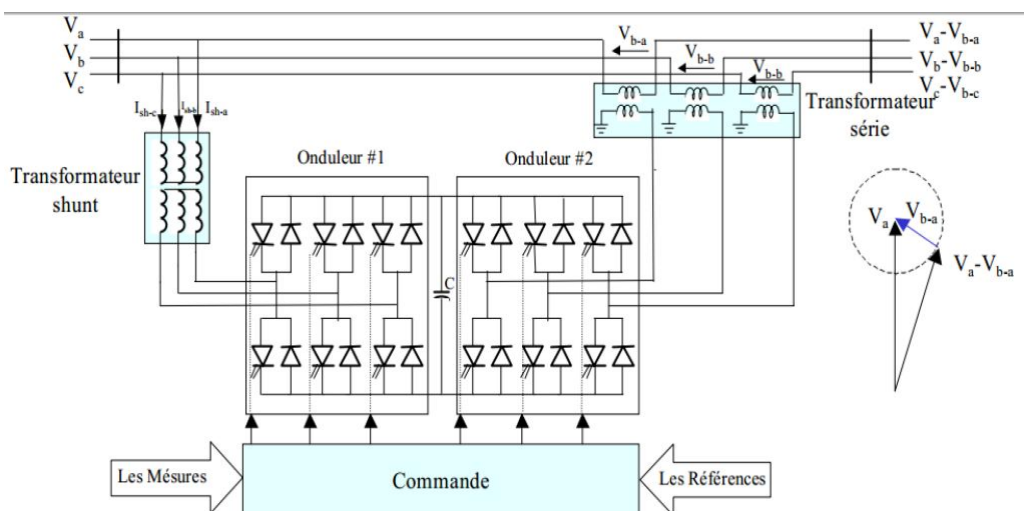 Va
Vb
Vc
Vb-a
Vb-b
Vb-b
Va-Vb-a
Vb-Vb-b
Vc-Vb-c
Ish-c
Ish-b
Ish-a
Transformateur
série
Transformateur
shunt
Onduleur #1
Onduleur #2
C
Va
Vb-a
Va-Vb-a
Les Mésures
Commande
Les Références